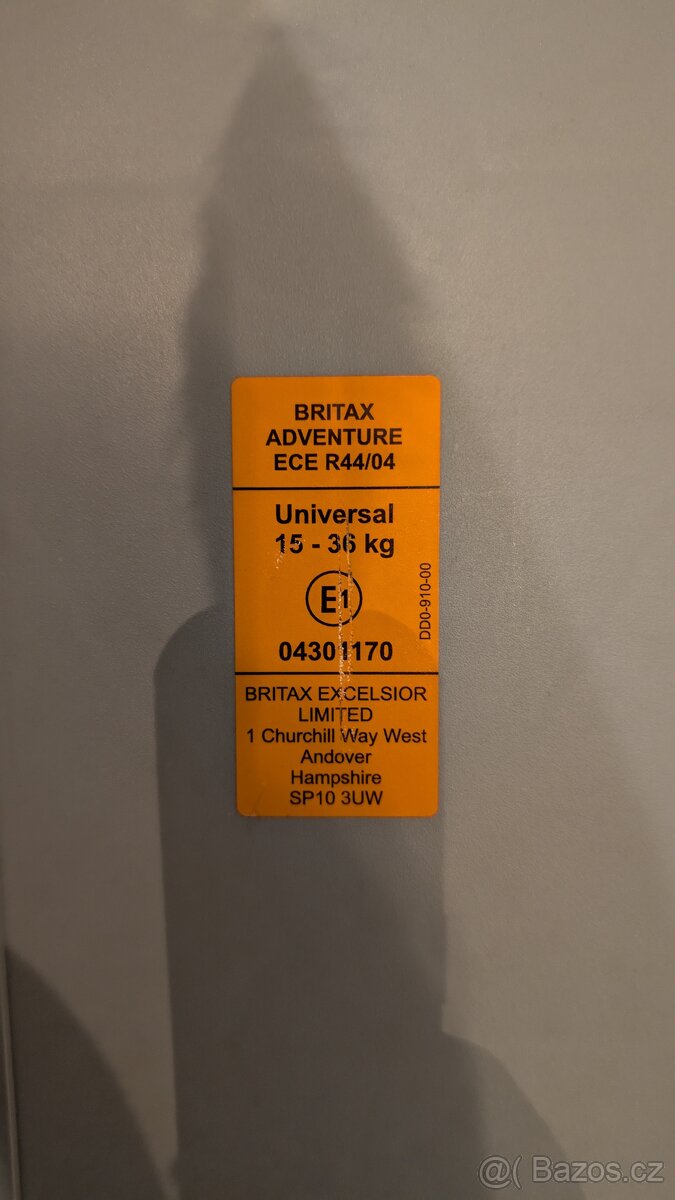 BRITAX
ADVENTURE
ECE R44/04
Universal
15 - 36 kg
E1
04301170
DD0-910-00
BRITAX EXCELSIOR
LIMITED
1 Churchill Way West
Andover
Hampshire
SP10 3UW
@( Bazos.cz